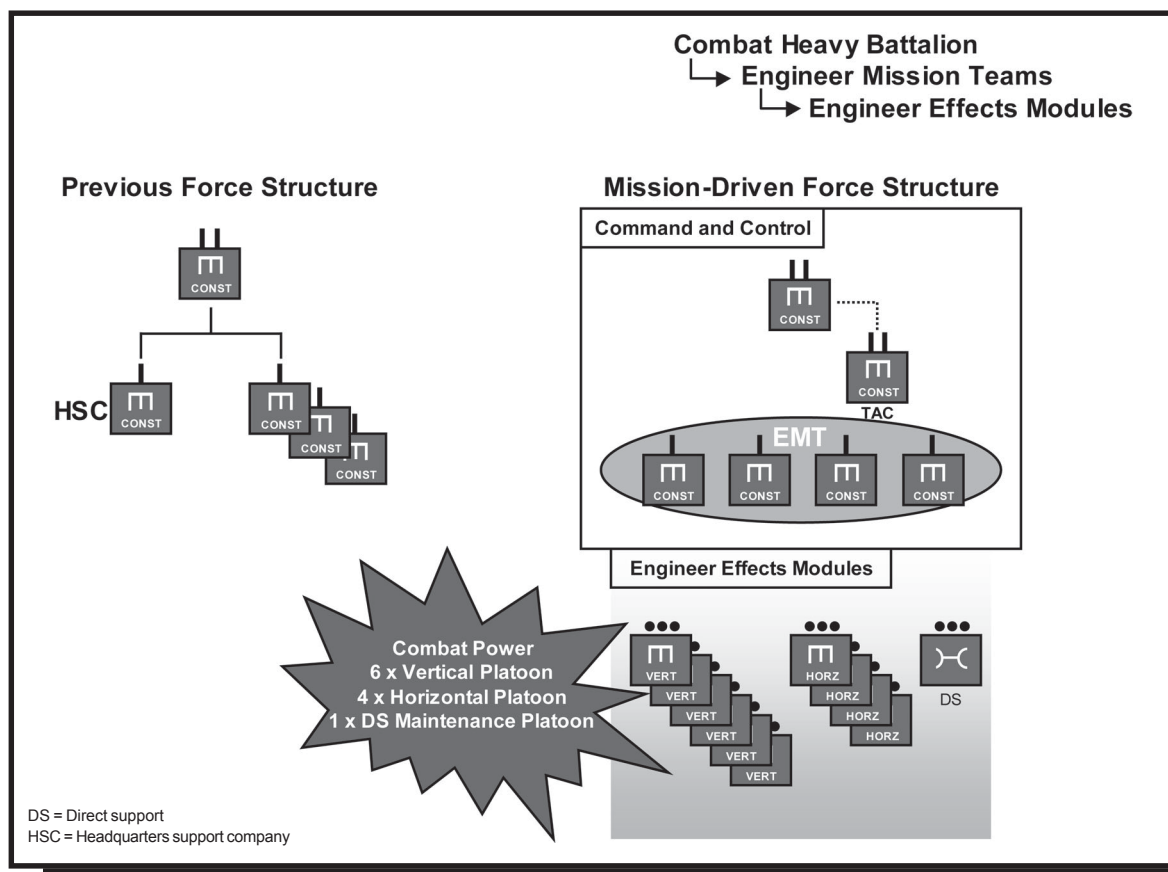 Combat Heavy Battalion
Engineer Mission Teams
Engineer Effects Modules
Previous Force Structure
CONST
HSC
CONST
CONST
CONST
CONST
Mission-Driven Force Structure
Command and Control
CONST
CONST
TAC
EMT
CONST
CONST
CONST
CONST
Engineer Effects Modules
Combat Power
6 x Vertical Platoon
4 x Horizontal Platoon
1 x DS Maintenance Platoon
VERT
VERT
VERT
VERT
VERT
VERT
HORZ
HORZ
HORZ
HORZ
DS
DS = Direct support
HSC = Headquarters support company